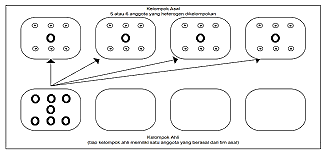 Kelompok Asal
5 atau 6 anggota yang heterogen dikelompokan
Kelompok Ahli
(tiap kelompok ahli memiliki satu anggota yang berasal dari tim asal)